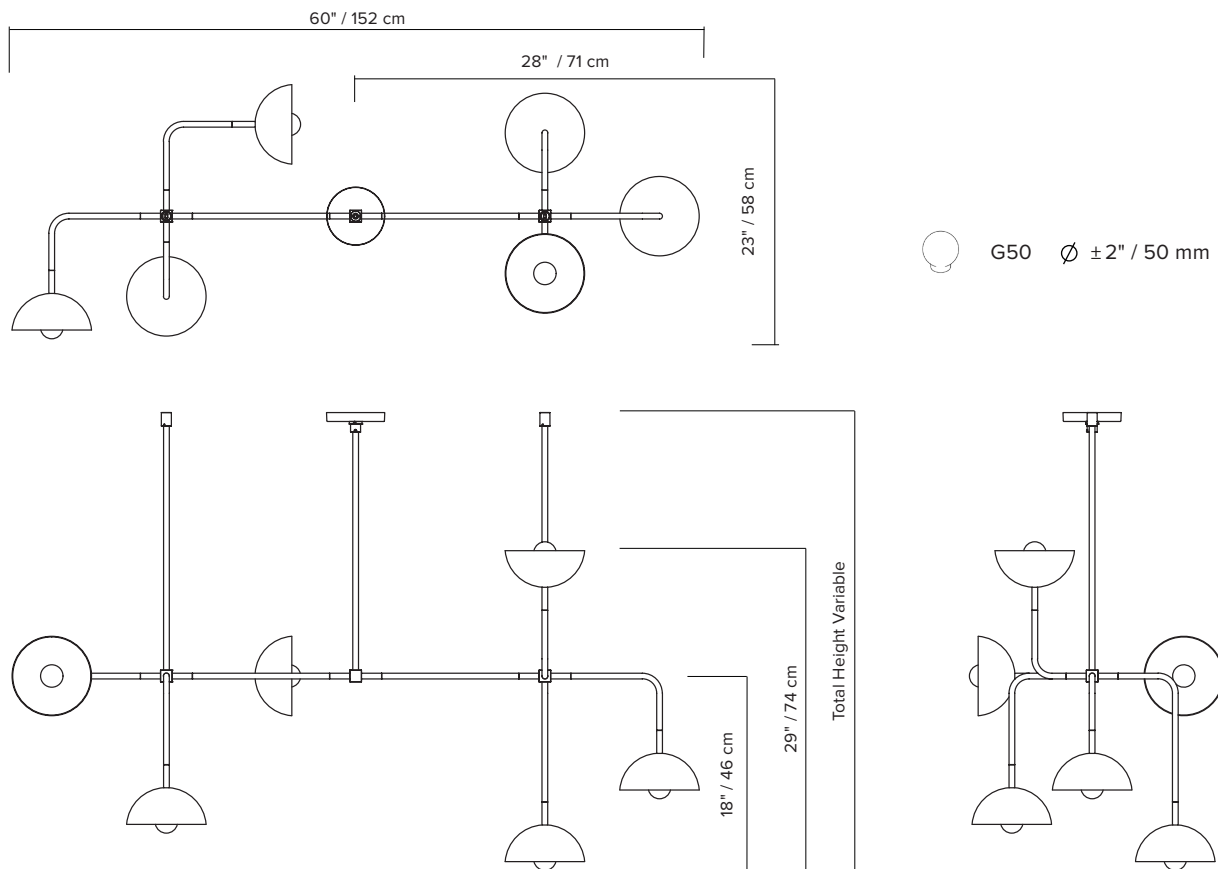 60" / 152 cm
28" / 71 cm
23" / 58 cm
G50 Ø ±2" / 50 mm
Total Height Variable
29" / 74 cm
18" / 46 cm